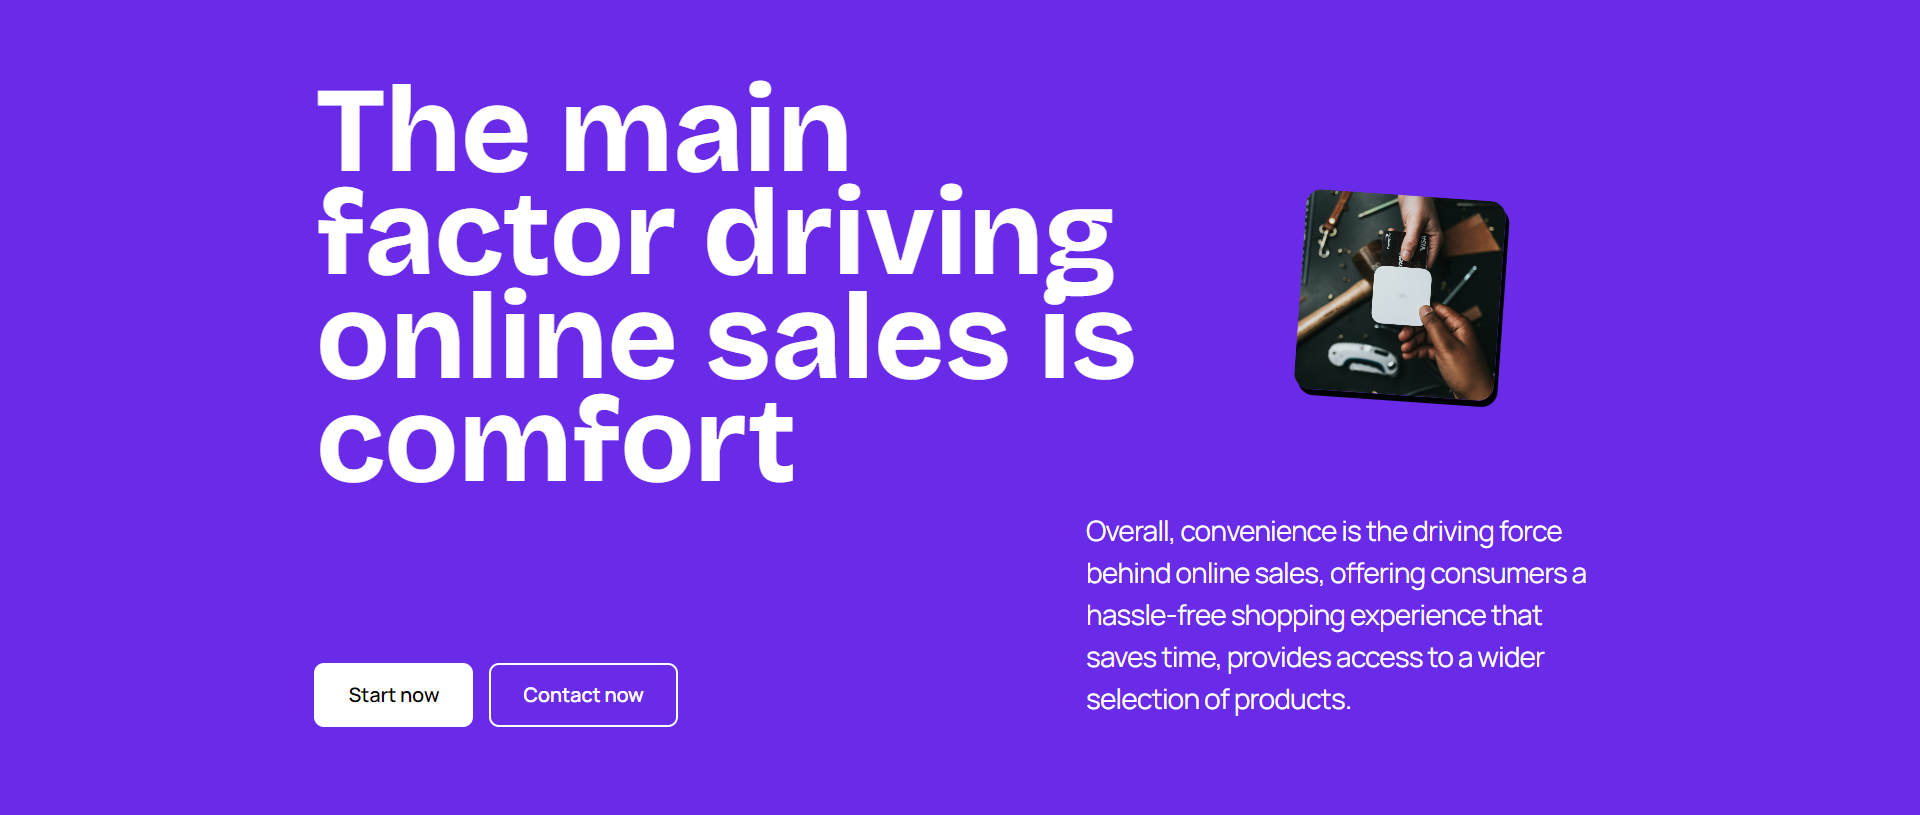 The main
factor driving
online sales is
comfort
VISA
Overall, convenience is the driving force
behind online sales, offering consumers a
hassle-free shopping experience that
saves time, provides access to a wider
selection of products.
Start now
Contact now